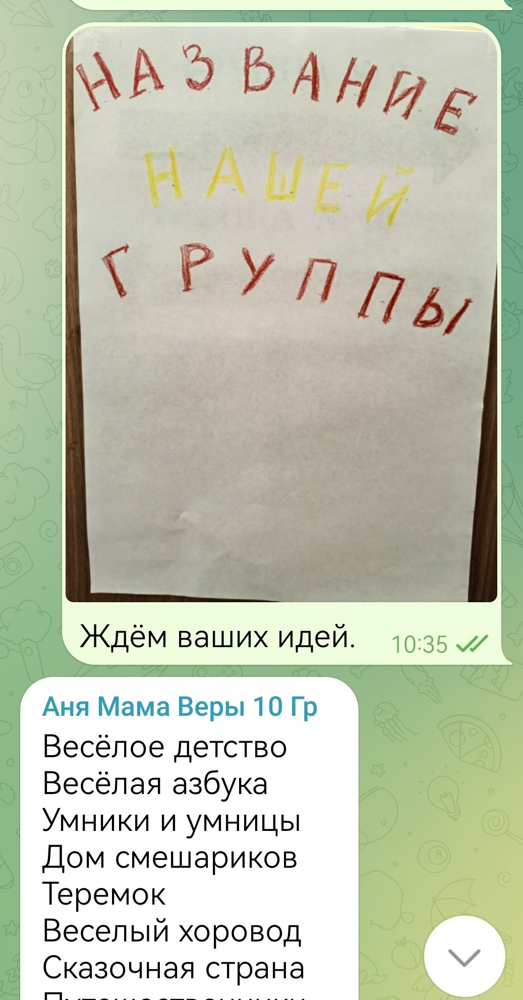 НАЗВАНИЕ
НАШЕЙ
ГРУППЫ
Ждём ваших идей.
10:35
Аня Мама Веры 10 Гр
Весёлое детство
Весёлая азбука
Умники и умницы
Дом смешариков
Теремок
Веселый хоровод
Сказочная страна